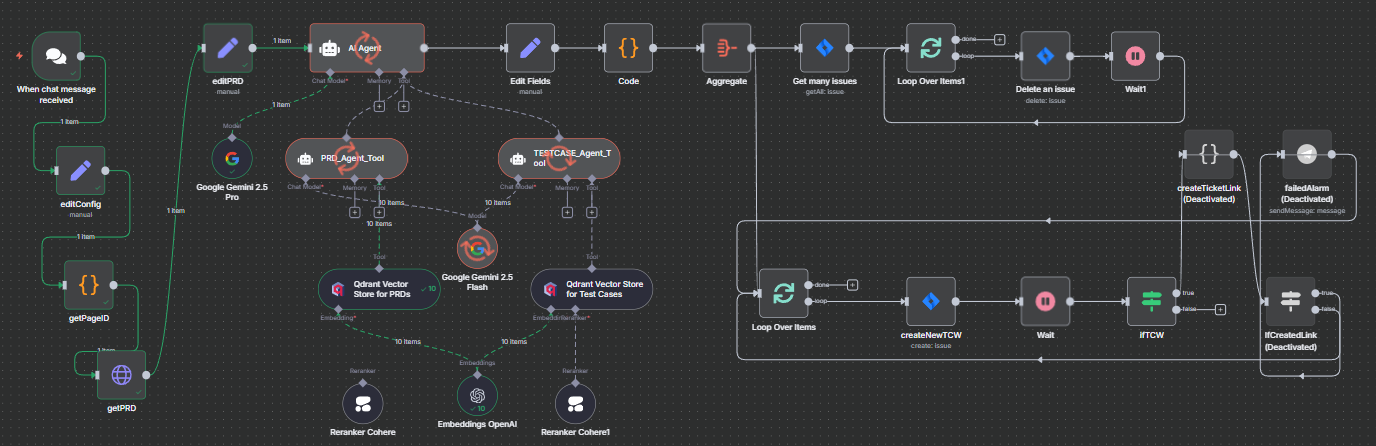 When chat message
received
1 item
editConfig
manual
1 item
getPageID
1 item
getPRD
1 item
editPRD
manual
1 item
AI Agent
Chat Model*
Memory
Tool
1 item
Model
Google Gemini 2.5
Pro
PRD_Agent_Tool
Chat Model*
Memory
Tool
10 items
10 items
TESTCASE_Agent_T
ool
Chat Model*
Memory
Tool
10 items
Model
Google Gemini 2.5
Flash
Tool
Qdrant Vector
Store for PRDs
10
Embedding*
Tool
Qdrant Vector Store
for Test Cases
Reranker*
10 items
10 items
Reranker
Reranker Cohere
Embeddings
10
Embeddings OpenAI
Reranker
Reranker Cohere1
Edit Fields
manual
Code
Aggregate
Get many issues
getAll: issue
Loop Over Items1
done
loop
Delete an issue
delete: issue
Wait1
createTicketLink
(Deactivated)
failedAlarm
(Deactivated)
sendMessage: message
Loop Over Items
done
loop
createNewTCW
create: issue
Wait
ifTCW
true
false
IfCreatedLink
(Deactivated)
true
false